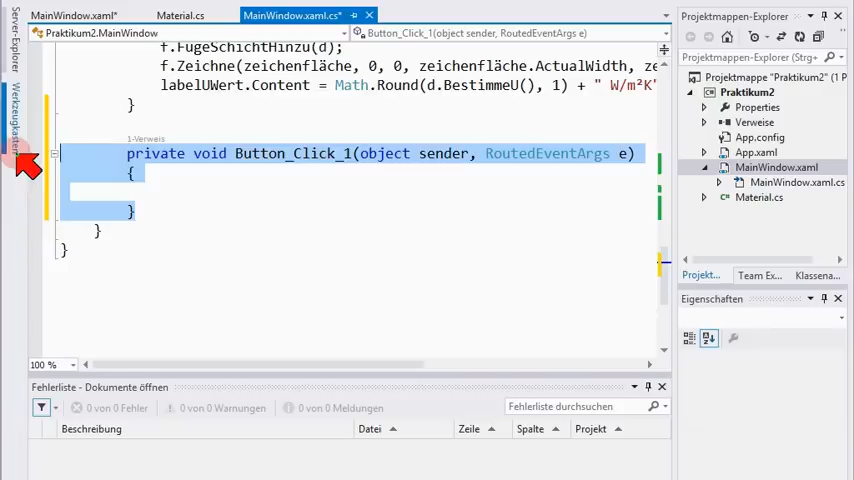 MainWindow.xaml*
Material.cs
MainWindow.xaml.cs*
Praktikum2.MainWindow
Button_Click_1(object sender, RoutedEventArgs e)
Server-Explorer
Werkzeugkasten
f.FugeSchichtHinzu(d);
f.Zeichne(zeichenfläche, 0, 0, zeichenfläche.ActualWidth, ze
labelUWert.Content = Math.Round(d.BestimmeU(), 1) + " W/m²K"
}
1-Verweis
private void Button_Click_1(object sender, RoutedEventArgs e)
{
}
}
}
100 %
Fehlerliste - Dokumente öffnen
0 von 0 Fehler
0 von 0 Warnungen
0 von 0 Meldungen
Fehlerliste durchsuchen
Beschreibung
Datei
Zeile
Spalte
Projekt
Projektmappen-Explorer
Projektmappen-Explorer (Strg+
Projektmappe "Praktikum2" (1 P
Praktikum2
Properties
Verweise
App.config
App.xaml
MainWindow.xaml
MainWindow.xaml.cs
Material.cs
Projekt...
Team Ex...
Klassena...
Eigenschaften